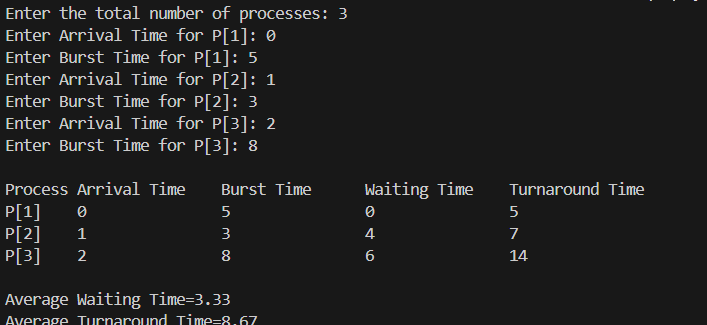 Enter the total number of processes: 3
Enter Arrival Time for P[1]: 0
Enter Burst Time for P[1]: 5
Enter Arrival Time for P[2]: 1
Enter Burst Time for P[2]: 3
Enter Arrival Time for P[3]: 2
Enter Burst Time for P[3]: 8
Process Arrival Time Burst Time Waiting Time Turnaround Time
P[1] 0 5 0 5
P[2] 1 3 4 7
P[3] 2 8 6 14
Average Waiting Time=3.33
Average Turnaround Time=8.67